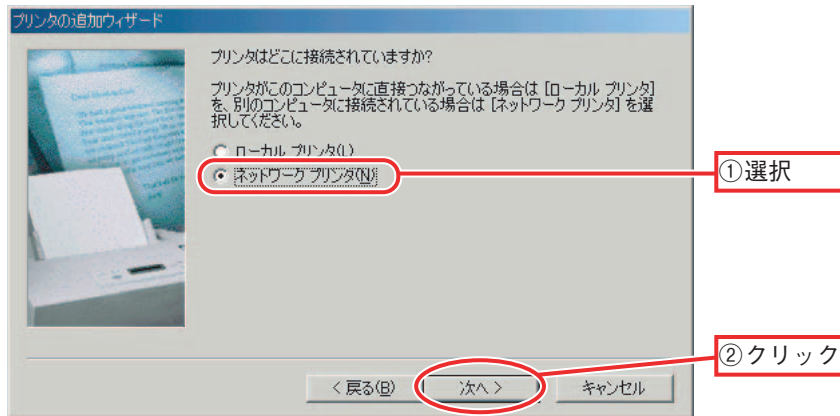 プリンタの追加ウィザード
プリンタはどこに接続されていますか?
プリンタがこのコンピュータに直接つながっている場合は [ローカル プリンタ]
を、別のコンピュータに接続されている場合は [ネットワーク プリンタ] を選
択してください。
ローカル プリンタ(L)
ネットワーク プリンタ(N)
①選択
②クリック
< 戻る(B)
次へ >
キャンセル